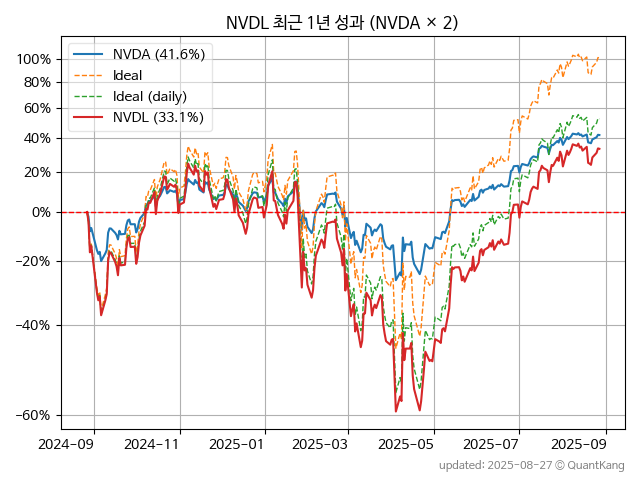 NVDL 최근 1년 성과 (NVDA × 2)
NVDA (41.6%)
Ideal
Ideal (daily)
NVDL (33.1%)
100%
80%
60%
40%
20%
0%
−20%
−40%
−60%
2024-09 2024-11 2025-01 2025-03 2025-05 2025-07 2025-09
updated: 2025-08-27 © QuantKang